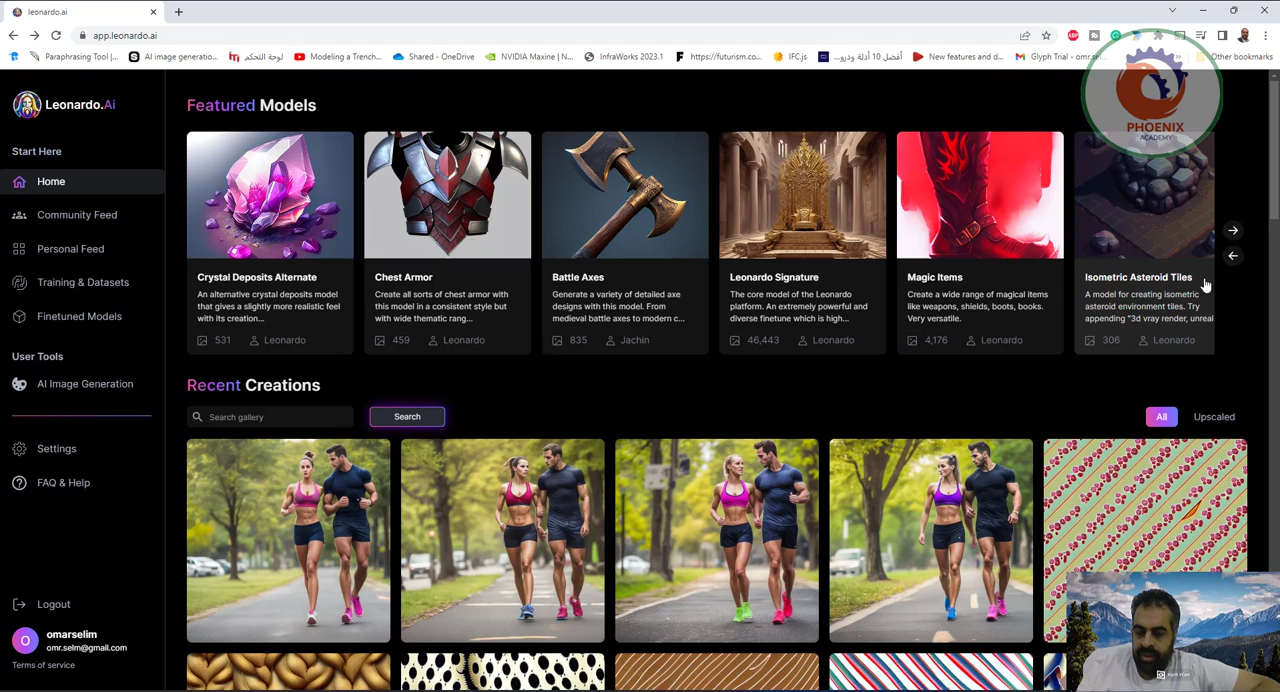 leonardo.ai
app.leonardo.ai
Paraphrasing Tool |...
AI image generatio...
لوحة التحكم
Modeling a Trench...
Shared - OneDrive
NVIDIA Maxine | N...
InfraWorks 2023.1
https://futurism.co...
IFC.js
أفضل 10 أدلة ودرو...
New features and d...
Glyph Trial - omr.se...
Other bookmarks
PHOENIX
ACADEMY
Leonardo.Ai
Start Here
Home
Community Feed
Personal Feed
Training & Datasets
Finetuned Models
User Tools
AI Image Generation
Settings
FAQ & Help
Logout
O
omarselim
omr.selm@gmail.com
Terms of service
Featured Models
Crystal Deposits Alternate
An alternative crystal deposits model
that gives a slightly more realistic feel
with its creation...
531 Leonardo
Chest Armor
Create all sorts of chest armor with
this model in a consistent style but
with wide thematic rang...
459 Leonardo
Battle Axes
Generate a variety of detailed axe
designs with this model. From
medieval battle axes to modern c...
835 Jachin
Leonardo Signature
The core model of the Leonardo
platform. An extremely powerful and
diverse finetune which is high...
46,443 Leonardo
Magic Items
Create a wide range of magical items
like weapons, shields, boots, books.
Very versatile.
4,176 Leonardo
Isometric Asteroid Tiles
A model for creating isometric
asteroid environment tiles. Try
appending "3d vray render, unreal
306 Leonardo
Recent Creations
Search gallery
Search
All
Upscaled